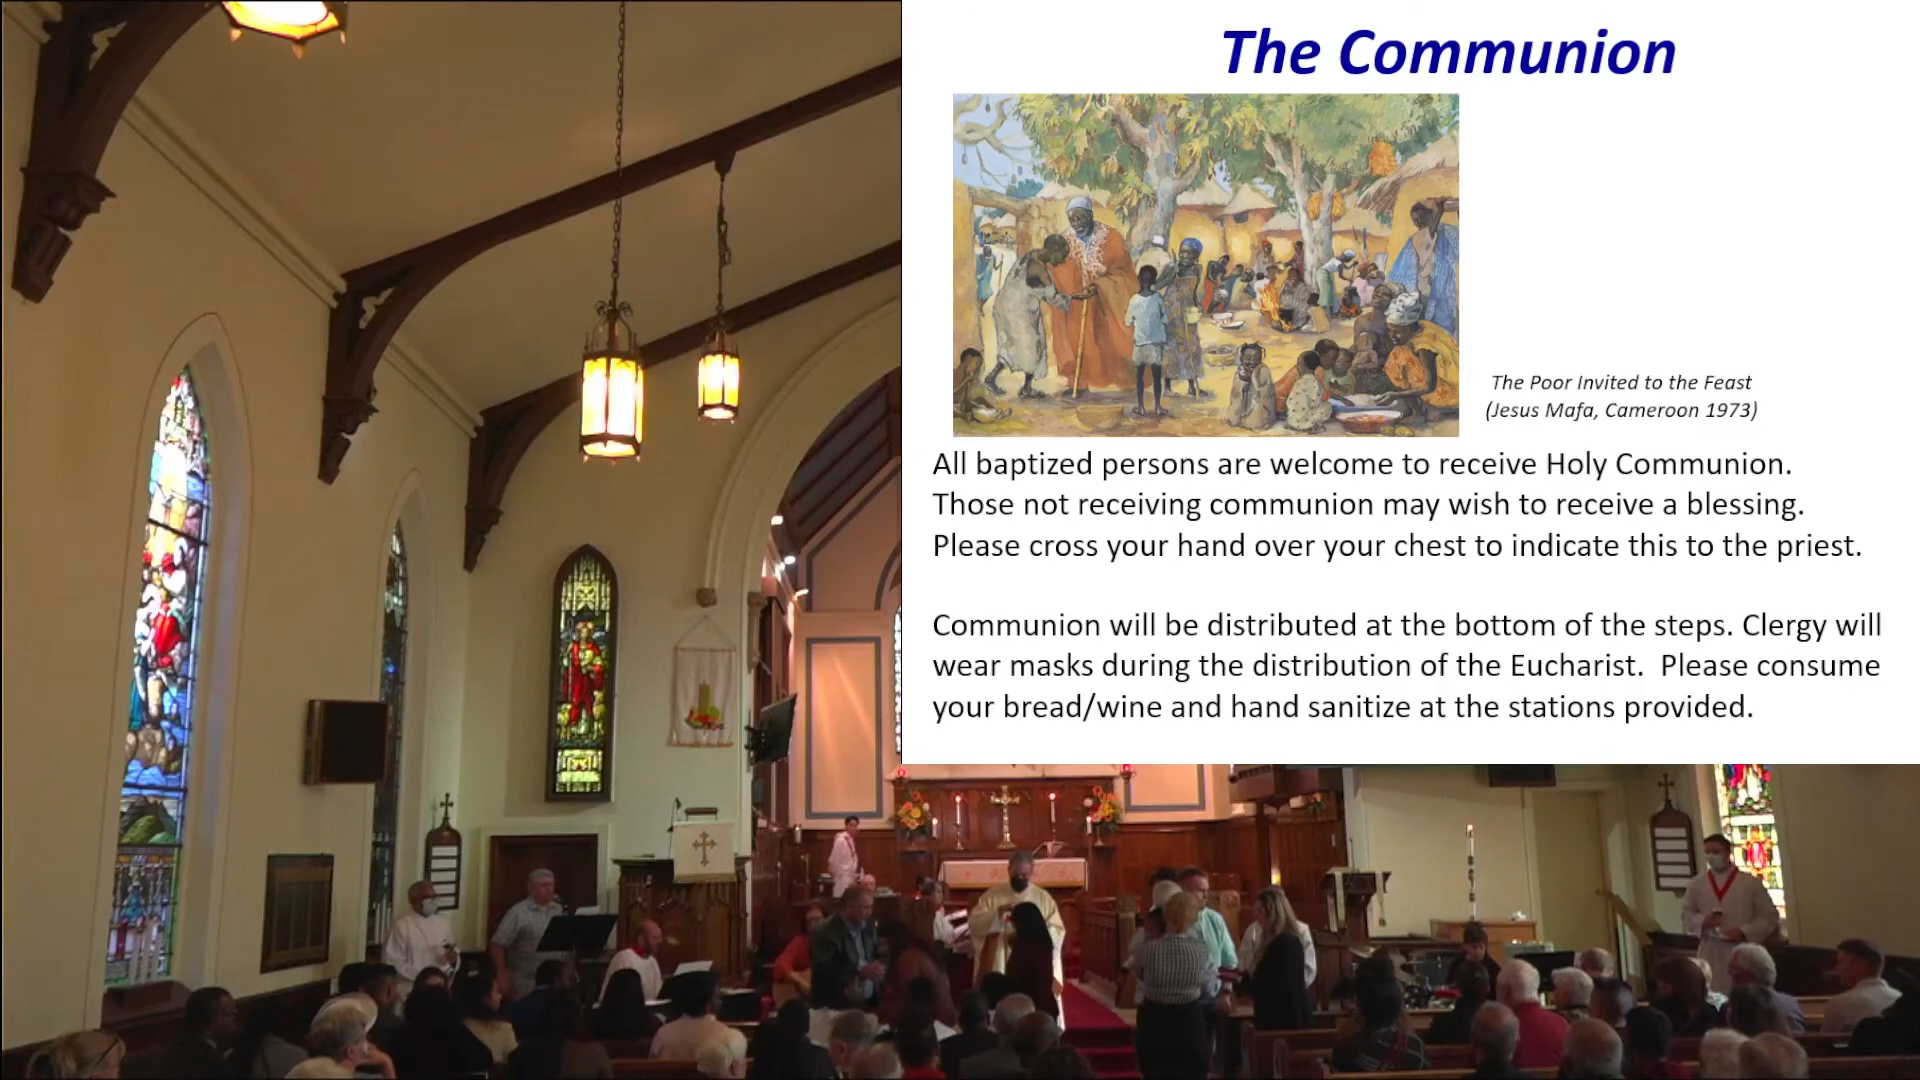 The Communion
The Poor Invited to the Feast
(Jesus Mafa, Cameroon 1973)
All baptized persons are welcome to receive Holy Communion.
Those not receiving communion may wish to receive a blessing.
Please cross your hand over your chest to indicate this to the priest.
Communion will be distributed at the bottom of the steps. Clergy will
wear masks during the distribution of the Eucharist. Please consume
your bread/wine and hand sanitize at the stations provided.